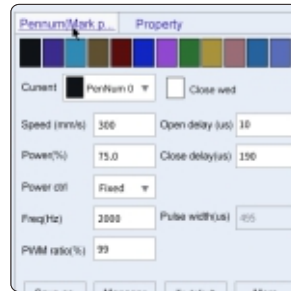 Pennum(Mark p... Property
Current PenNum 0 Close wed
Speed (mm/s) 300 Open delay (us) 10
Power(%) 75.0 Close delay(us) 190
Power ctrl Fixed
Freq(Hz) 2000 Pulse width(us) 495
PWM ratio(%) 99